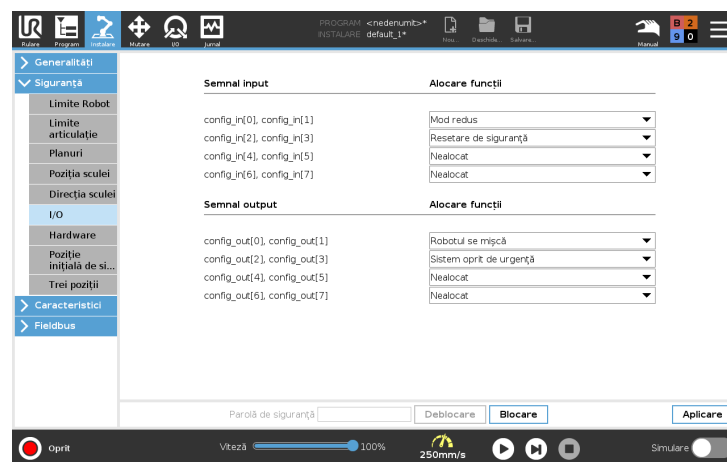 PROGRAM <nedenumit>*
INSTALARE default_1*
B 2
9 0
Rulare Program Instalare Mutare I/O Jurnal Nou... Deschide... Salvare... Manual
Generalități
Siguranță
Limite Robot
Limite
articulație
Planuri
Poziția sculei
Direcția sculei
I/O
Hardware
Poziție
inițială de si...
Trei poziții
Caracteristici
Fieldbus
Semnal input Alocare funcții
config_in[0], config_in[1] Mod redus
config_in[2], config_in[3] Resetare de siguranță
config_in[4], config_in[5] Nealocat
config_in[6], config_in[7] Nealocat
Semnal output Alocare funcții
config_out[0], config_out[1] Robotul se mișcă
config_out[2], config_out[3] Sistem oprit de urgență
config_out[4], config_out[5] Nealocat
config_out[6], config_out[7] Nealocat
Parolă de siguranță Deblocare Blocare Aplicare
Oprit Viteză 100% 250mm/s Simulare